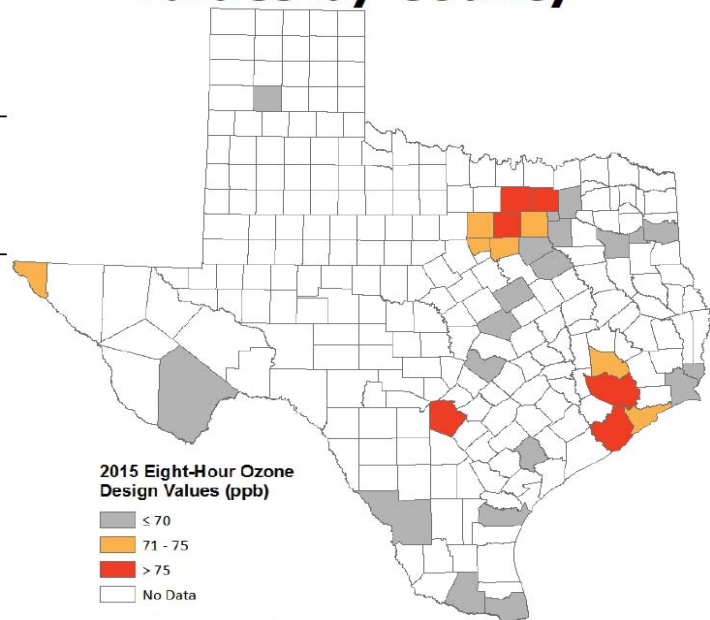 2015 Eight-Hour Ozone
Design Values (ppb)
≤ 70
71 - 75
> 75
No Data